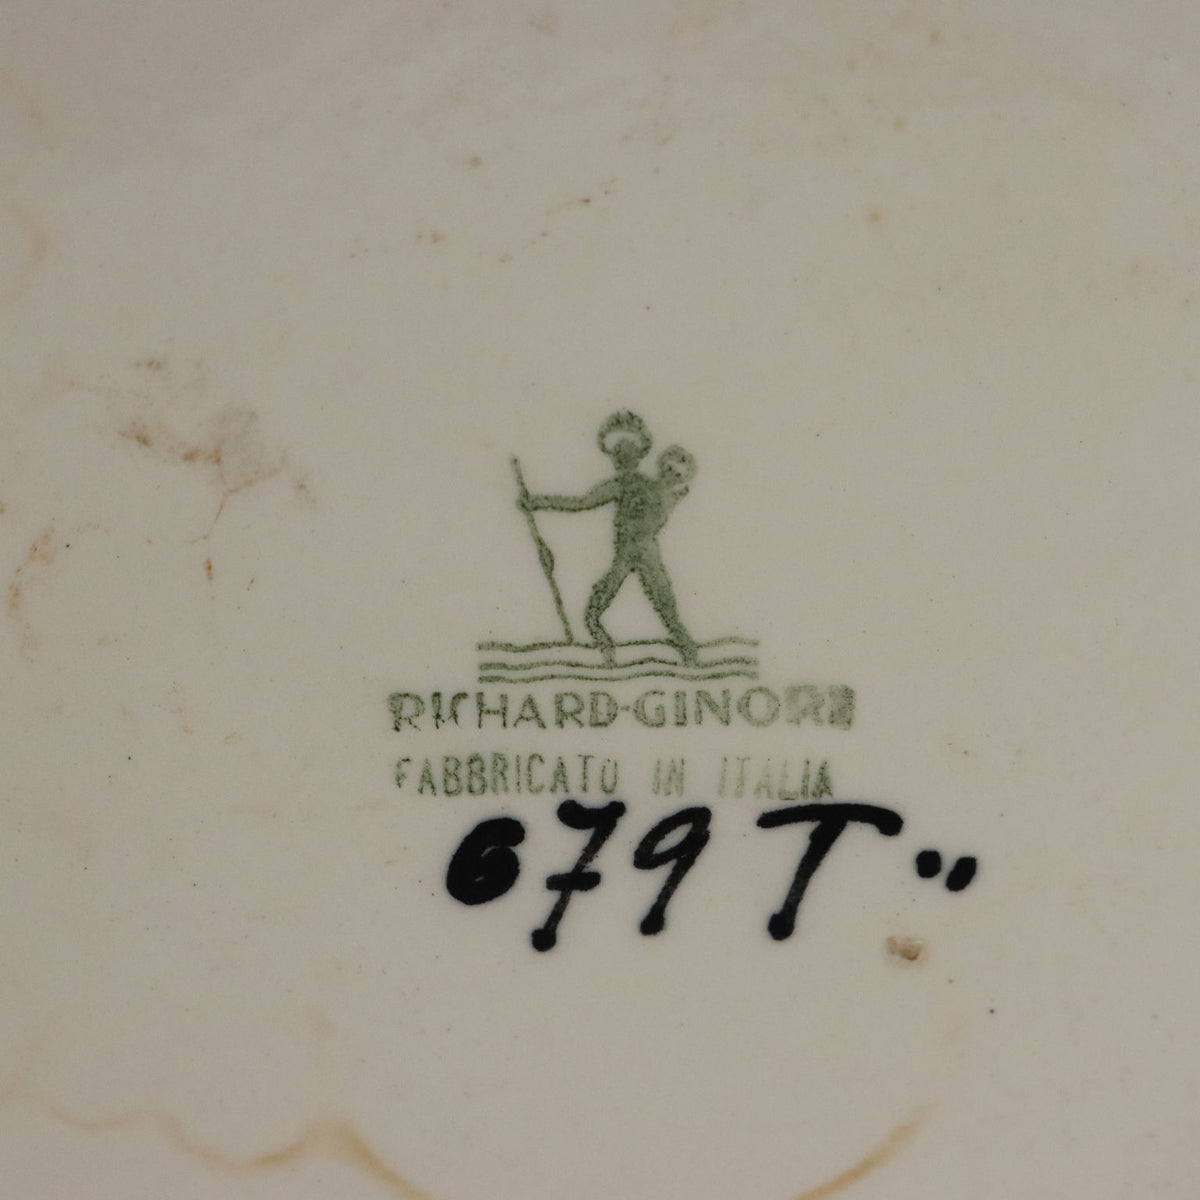 RICHARD-GINORI
FABBRICATO IN ITALIA
679 T "